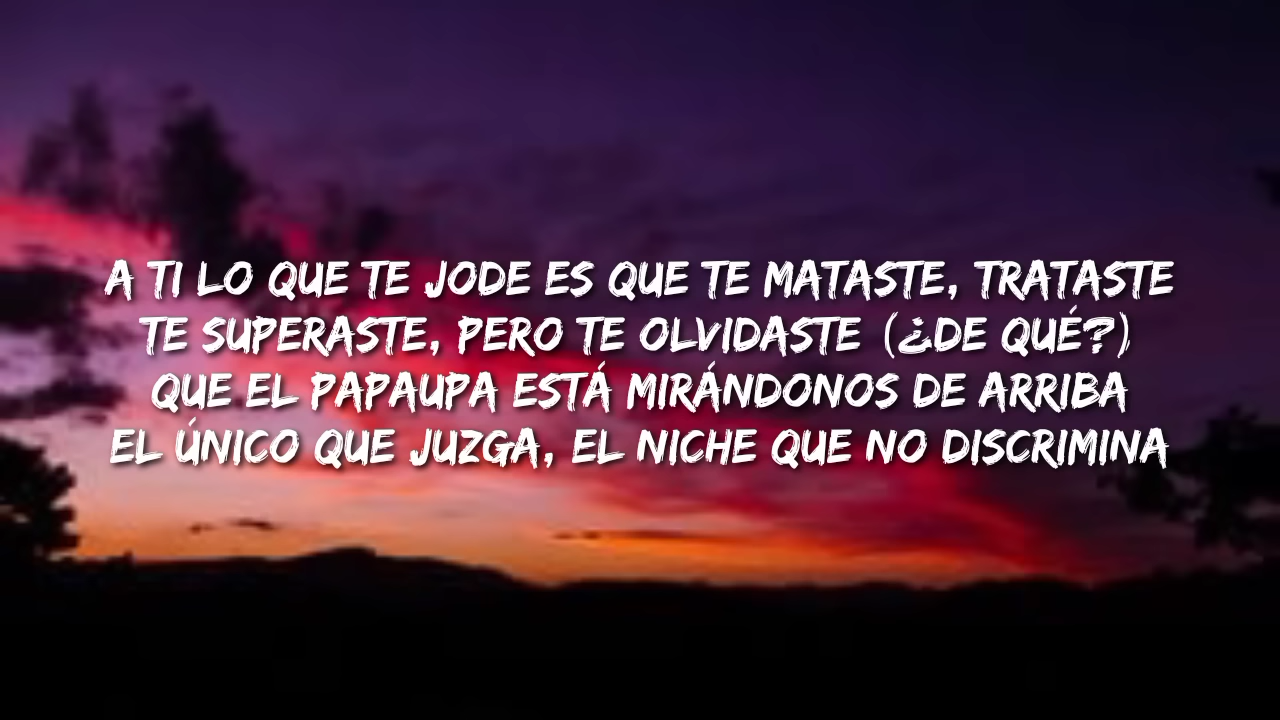 A TI LO QUE TE JODE ES QUE TE MATASTE, TRATASTE
TE SUPERASTE, PERO TE OLVIDASTE (¿DE QUÉ?)
QUE EL PAPAUPA ESTÁ MIRÁNDONOS DE ARRIBA
EL ÚNICO QUE JUZGA, EL NICHE QUE NO DISCRIMINA